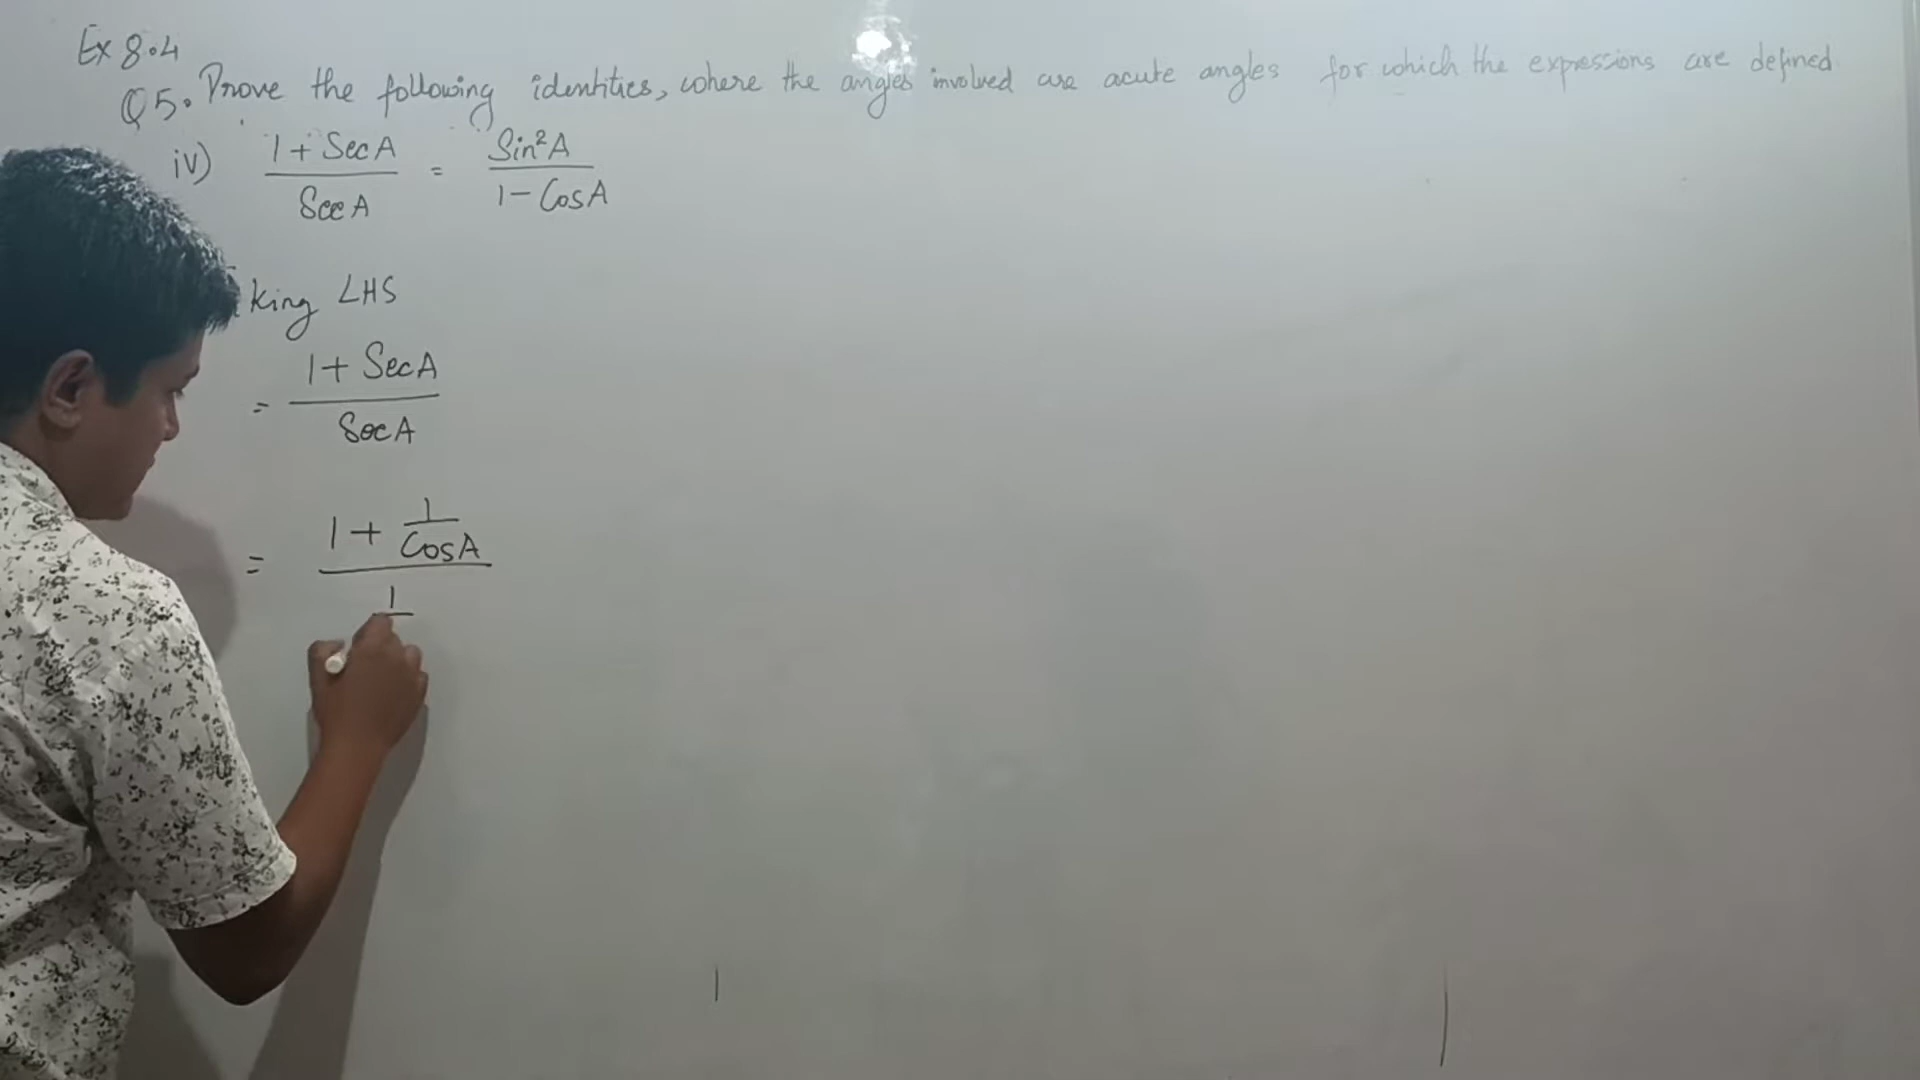 Ex 8.4
Q5. Prove the following identities, where the angles involved are acute angles for which the expressions are defined
iv) (1 + Sec A)/(Sec A) = (Sin²A)/(1 - Cos A)
king LHS
= (1 + Sec A)/(Sec A)
= (1 + 1/(Cos A))/(1/